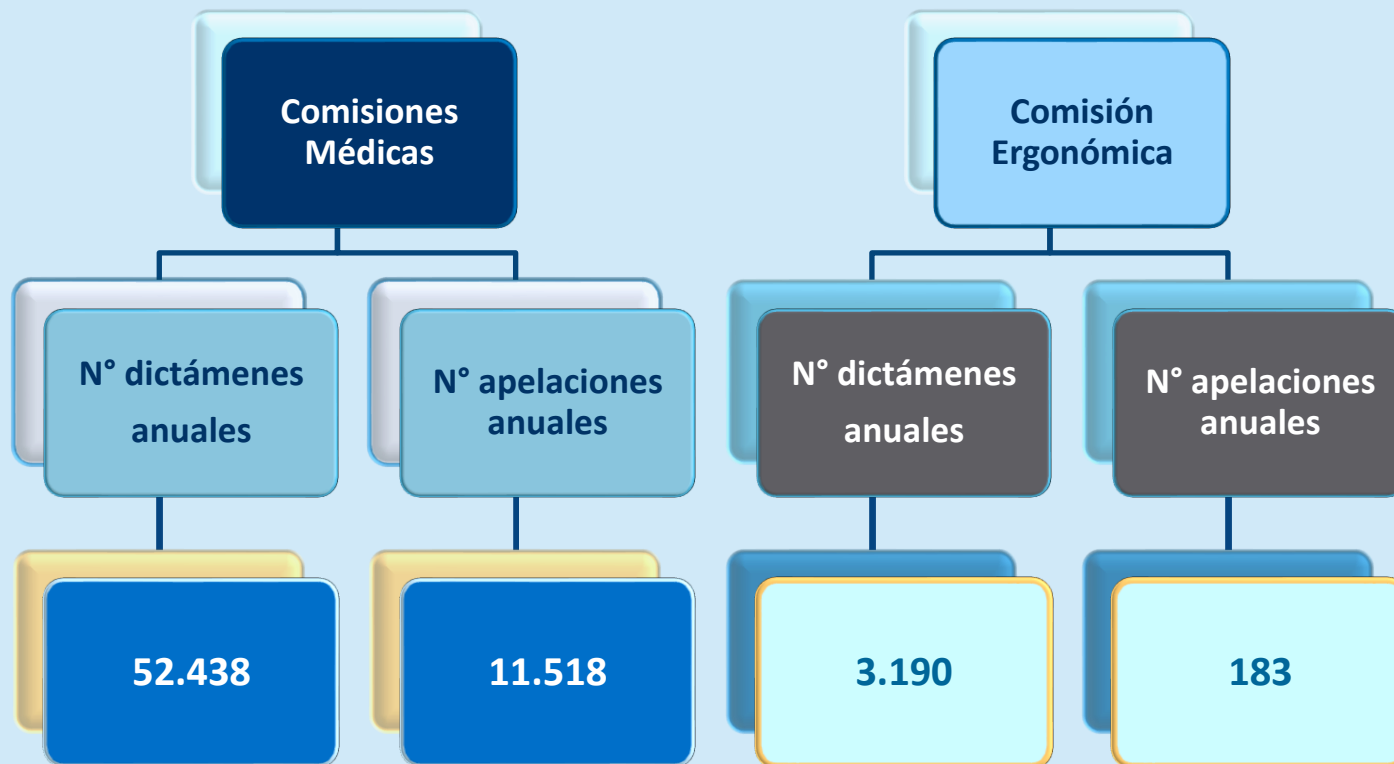 Comisiones
Médicas
Comisión
Ergonómica
N° dictámenes
anuales
N° apelaciones
anuales
N° dictámenes
anuales
N° apelaciones
anuales
52.438
11.518
3.190
183